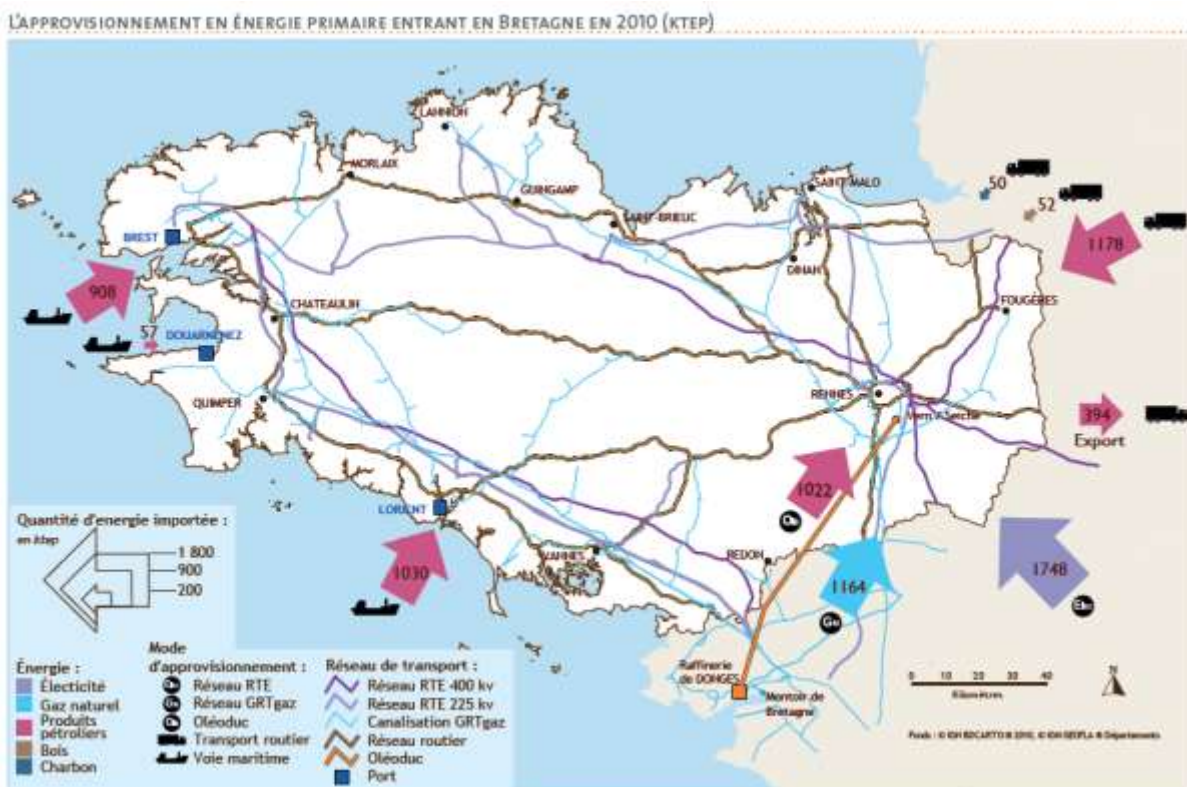 L'APPROVISIONNEMENT EN ÉNERGIE PRIMAIRE ENTRANT EN BRETAGNE EN 2010 (KTEP)
LANNION
MORLAIX
GUINGAMP
SAINT-BRIEUC
SAINT-MALO
50
52
1178
BREST
DINAN
908
CHATEAULIN
FOUGÈRES
57
DOUARNENEZ
QUIMPER
RENNES
Vern / Seiche
394
Export
LORIENT
1022
1030
VANNES
REDON
1164
1748
Raffinerie
de DONGES
Montoir de
Bretagne
Quantité d'energie importée :
en ktep
1 800
900
200
Énergie :
Électricité
Gaz naturel
Produits
pétroliers
Bois
Charbon
Mode
d'approvisionnement :
Réseau RTE
Réseau GRTgaz
Oléoduc
Transport routier
Voie maritime
Réseau de transport :
Réseau RTE 400 kv
Réseau RTE 225 kv
Canalisation GRTgaz
Réseau routier
Oléoduc
Port
0 10 20 30 40
Kilomètres
N